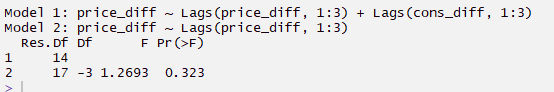 Model 1: price_diff ~ Lags(price_diff, 1:3) + Lags(cons_diff, 1:3)
Model 2: price_diff ~ Lags(price_diff, 1:3)
  Res.Df Df      F Pr(>F)
1     14
2     17 -3 1.2693  0.323
>